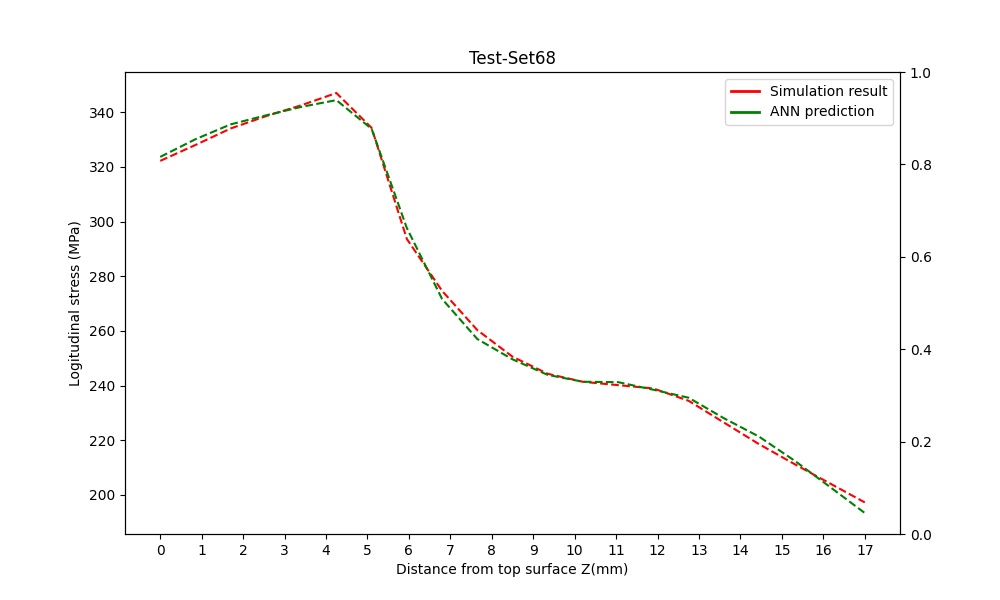 Test-Set68
Simulation result
ANN prediction
Logitudinal stress (MPa)
340
320
300
280
260
240
220
200
1.0
0.8
0.6
0.4
0.2
0.0
0 1 2 3 4 5 6 7 8 9 10 11 12 13 14 15 16 17
Distance from top surface Z(mm)